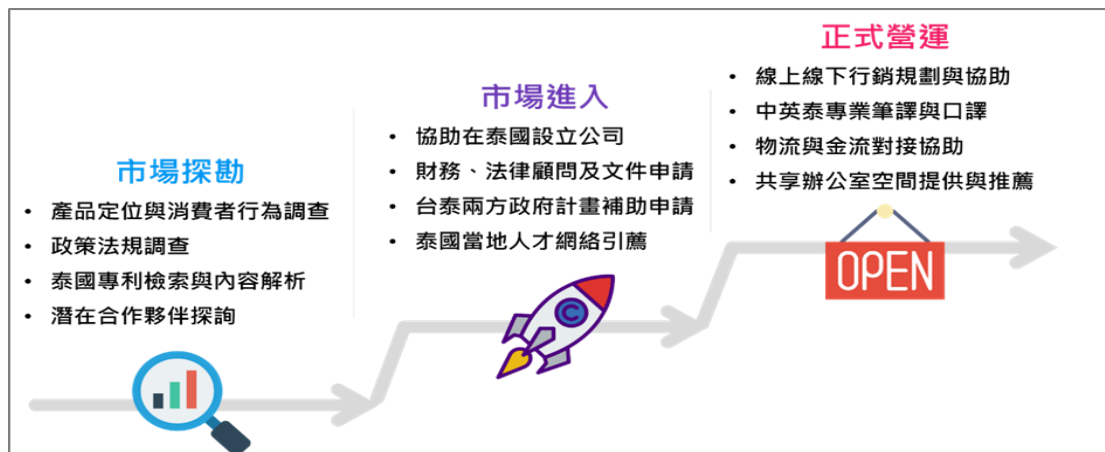 市場探勘
• 產品定位與消費者行為調查
• 政策法規調查
• 泰國專利檢索與內容解析
• 潛在合作夥伴探詢
市場進入
• 協助在泰國設立公司
• 財務、法律顧問及文件申請
• 台泰兩方政府計畫補助申請
• 泰國當地人才網絡引薦
C
正式營運
• 線上線下行銷規劃與協助
• 中英泰專業筆譯與口譯
• 物流與金流對接協助
• 共享辦公室空間提供與推薦
OPEN